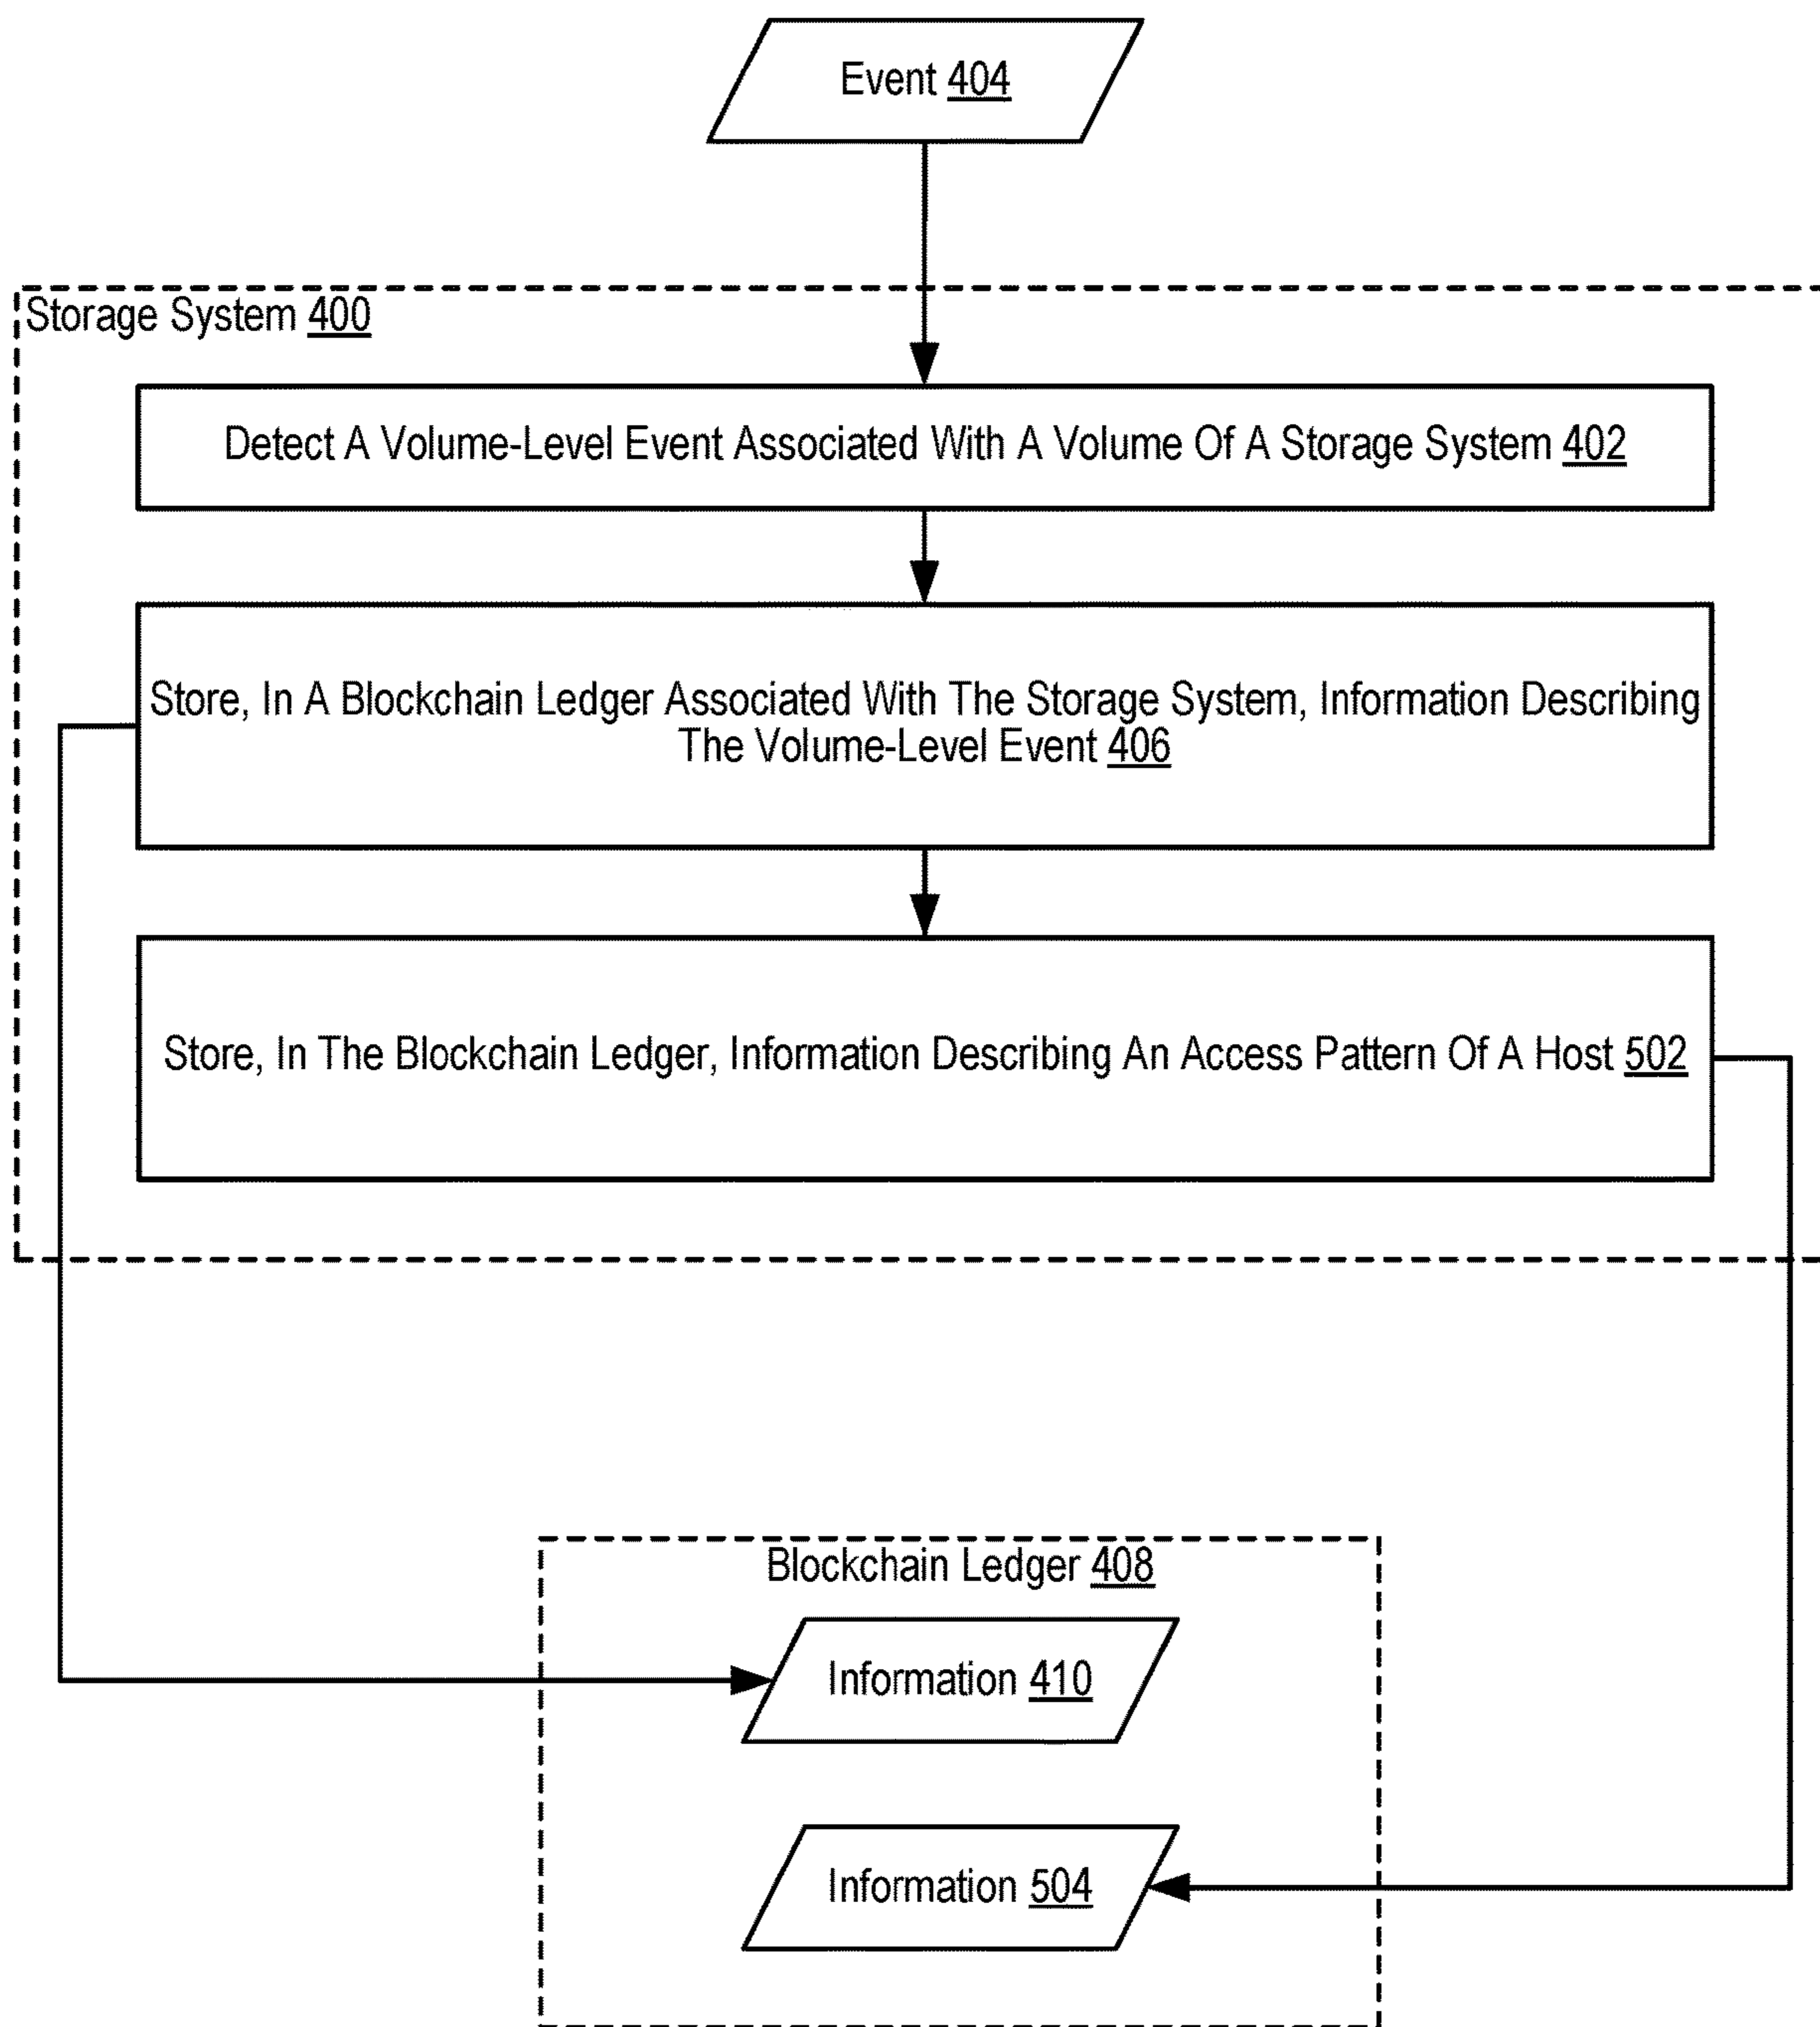 Event 404
Storage System 400
Detect A Volume-Level Event Associated With A Volume Of A Storage System 402
Store, In A Blockchain Ledger Associated With The Storage System, Information Describing
The Volume-Level Event 406
Store, In The Blockchain Ledger, Information Describing An Access Pattern Of A Host 502
Blockchain Ledger 408
Information 410
Information 504